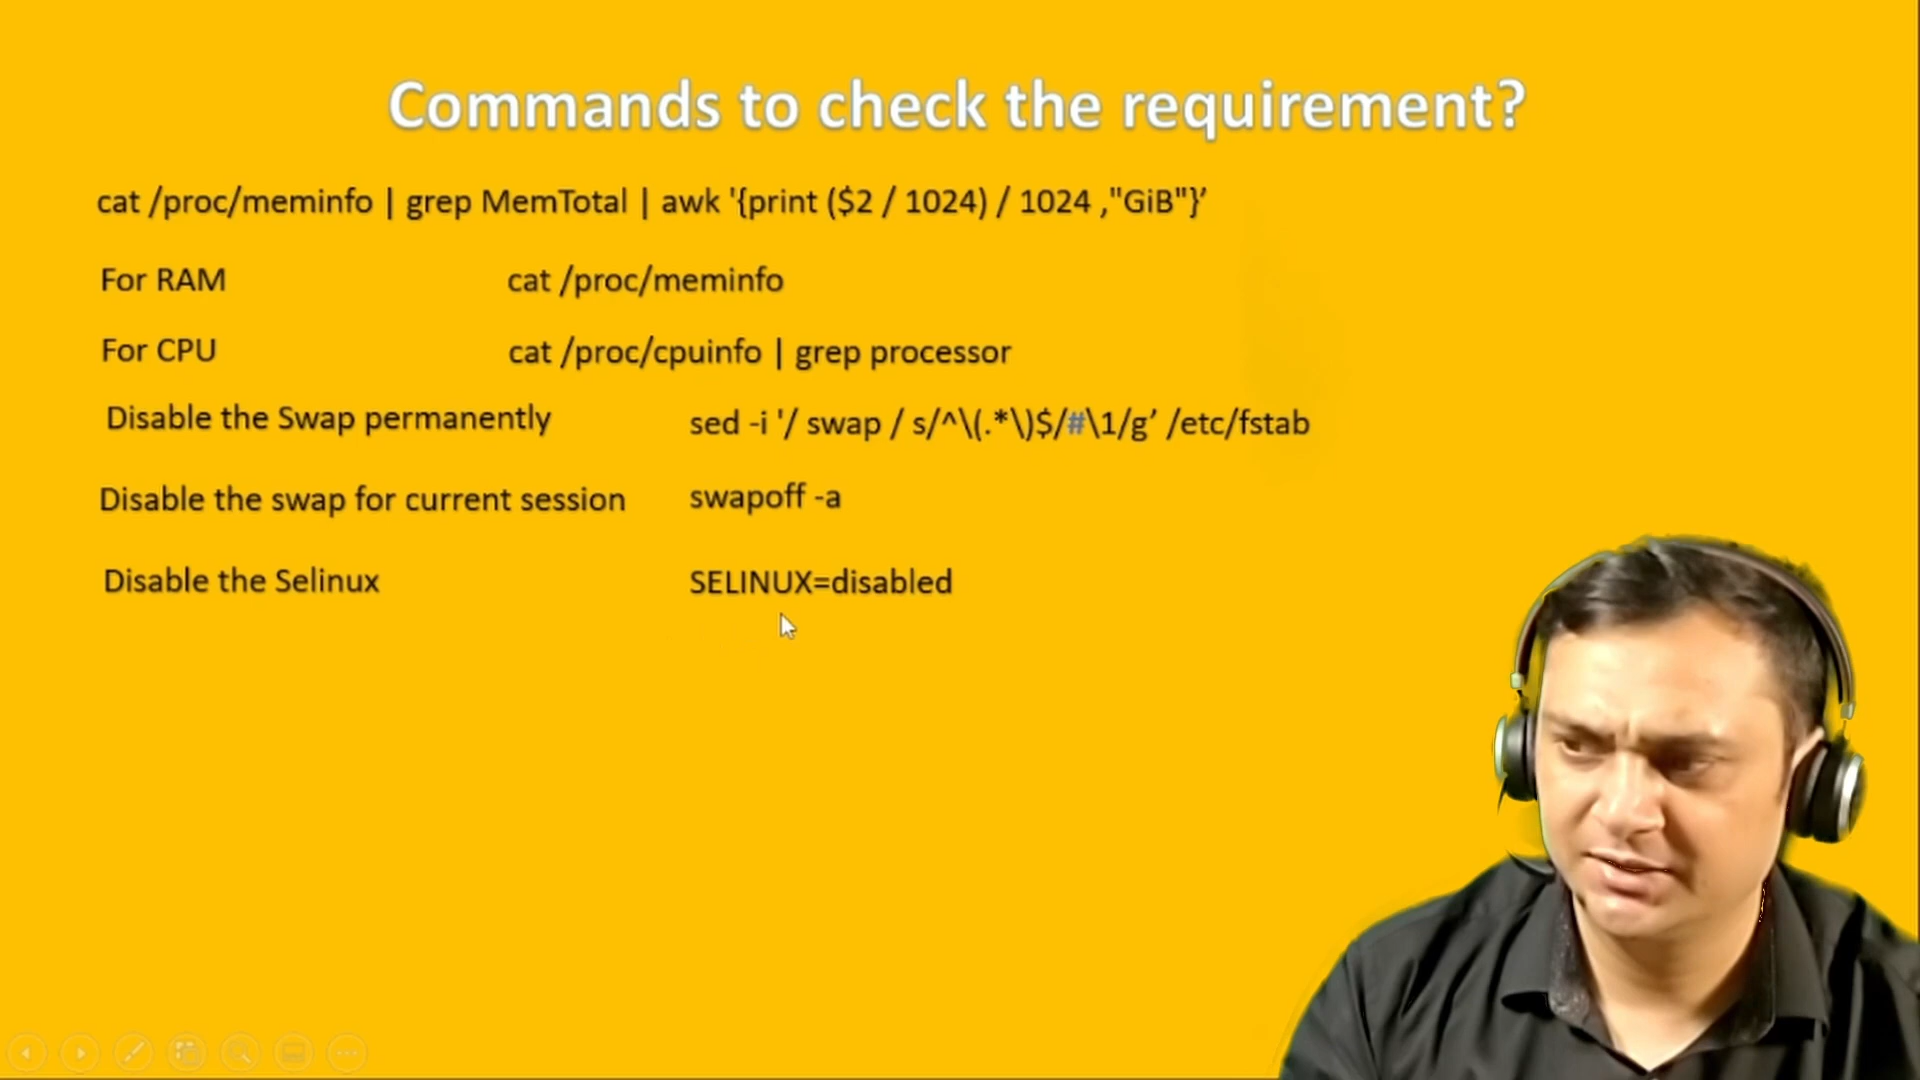 Commands to check the requirement?
cat /proc/meminfo | grep MemTotal | awk '{print ($2 / 1024) / 1024 ,"GiB"}’
For RAM cat /proc/meminfo
For CPU cat /proc/cpuinfo | grep processor
Disable the Swap permanently sed -i '/ swap / s/^\(.*\)$/#\1/g’ /etc/fstab
Disable the swap for current session swapoff -a
Disable the Selinux SELINUX=disabled